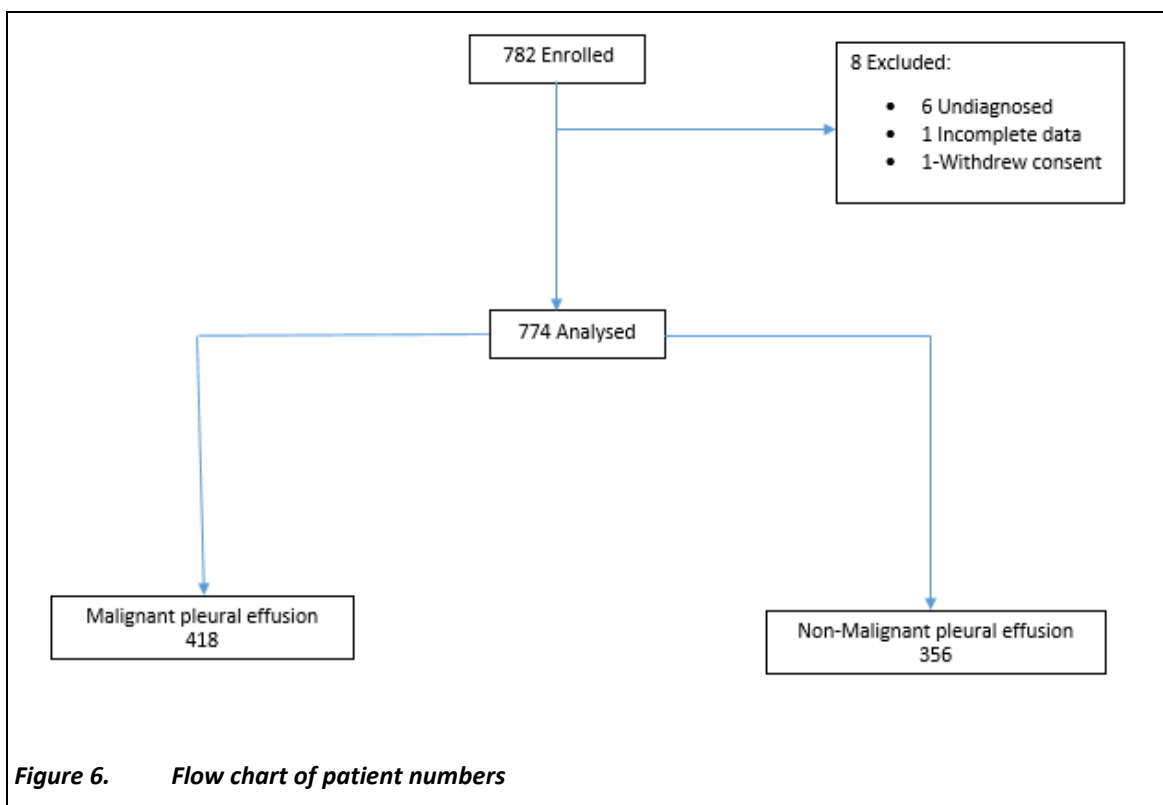 782 Enrolled
8 Excluded:
• 6 Undiagnosed
• 1 Incomplete data
• 1-Withdrew consent
774 Analysed
Malignant pleural effusion
418
Non-Malignant pleural effusion
356
Figure 6. Flow chart of patient numbers